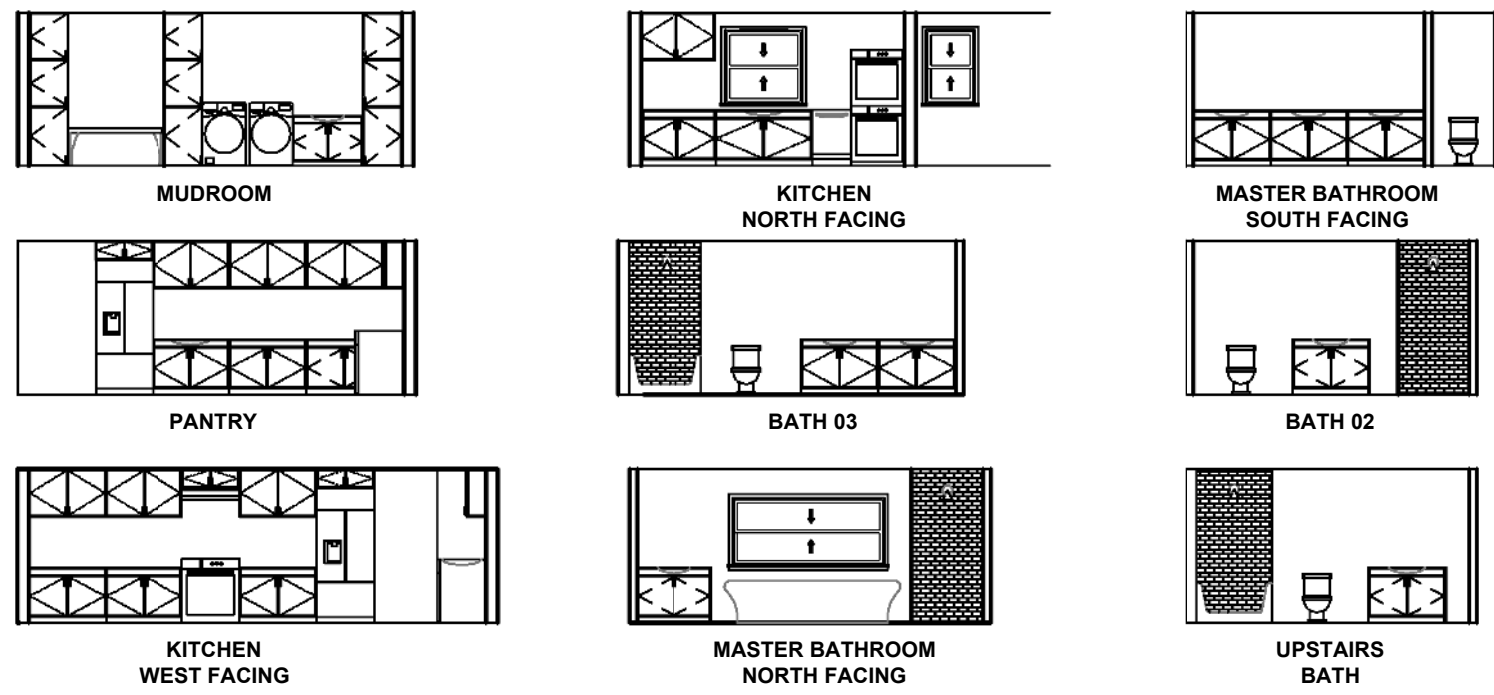 MUDROOM
KITCHEN
NORTH FACING
MASTER BATHROOM
SOUTH FACING
PANTRY
BATH 03
BATH 02
KITCHEN
WEST FACING
MASTER BATHROOM
NORTH FACING
UPSTAIRS
BATH